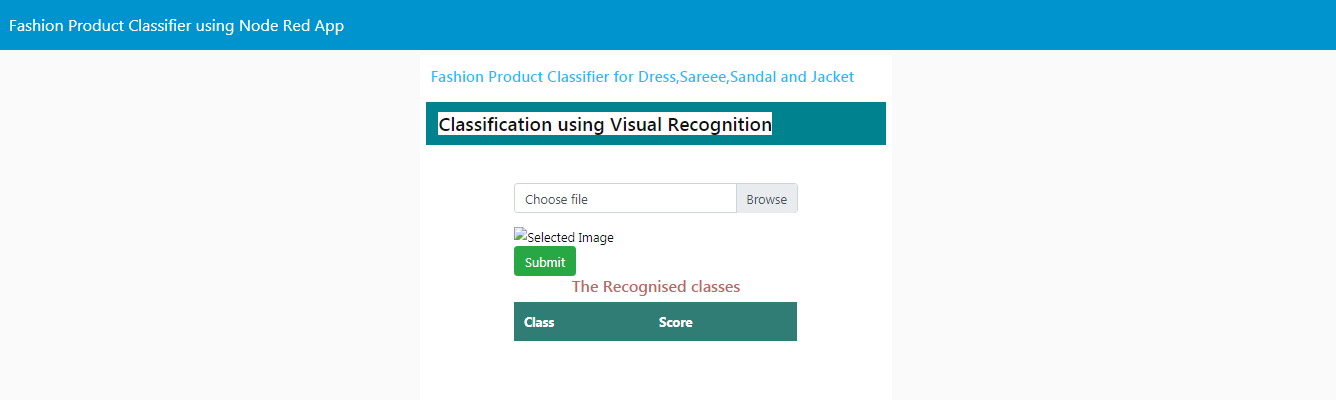 Fashion Product Classifier using Node Red App
Fashion Product Classifier for Dress,Sareee,Sandal and Jacket
Classification using Visual Recognition
Choose file Browse
Selected Image
Submit
The Recognised classes
Class Score